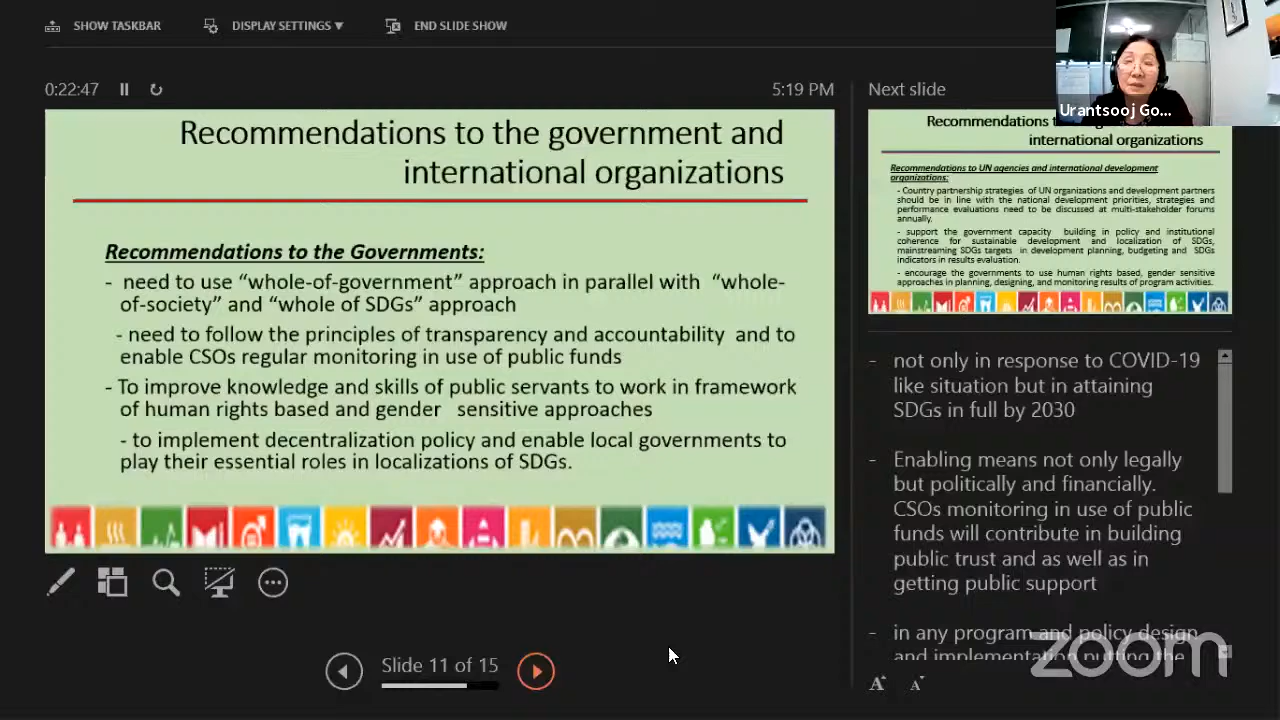 SHOW TASKBAR
DISPLAY SETTINGS ▼
END SLIDE SHOW
Urantsooj Go...
0:22:47
5:19 PM
Recommendations to the government and
international organizations
Recommendations to the Governments:
- need to use “whole-of-government” approach in parallel with “whole-
of-society” and “whole of SDGs” approach
- need to follow the principles of transparency and accountability and to
enable CSOs regular monitoring in use of public funds
- To improve knowledge and skills of public servants to work in framework
of human rights based and gender sensitive approaches
- to implement decentralization policy and enable local governments to
play their essential roles in localizations of SDGs.
Slide 11 of 15
Next slide
Recommendations
international organizations
Recommendations to UN agencies and international development
organizations:
- Country partnership strategies of UN organizations and development partners
should be in line with the national development priorities, strategies and
performance evaluations need to be discussed at multi-stakeholder forums
annually.
- support the government capacity building in policy and institutional
coherence for sustainable development and localization of SDGs,
mainstreaming SDGs targets in development planning, budgeting and SDGs
indicators in results evaluation.
- encourage the governments to use human rights based, gender sensitive
approaches in planning, designing, and monitoring results of program activities.
- not only in response to COVID-19
like situation but in attaining
SDGs in full by 2030
- Enabling means not only legally
but politically and financially.
CSOs monitoring in use of public
funds will contribute in building
public trust and as well as in
getting public support
- in any program and policy design
and implementation putting the
A A
zoom